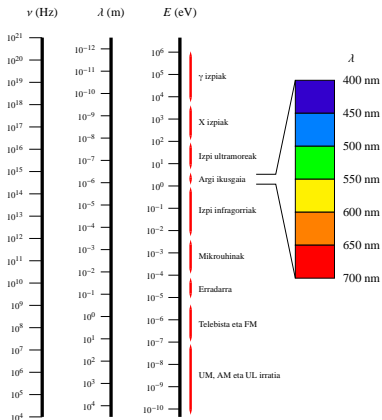 ν (Hz)
λ (m)
E (eV)
10²¹
10²⁰
10¹⁹
10¹⁸
10¹⁷
10¹⁶
10¹⁵
10¹⁴
10¹³
10¹²
10¹¹
10¹⁰
10⁹
10⁸
10⁷
10⁶
10⁵
10⁴
10⁻¹²
10⁻¹¹
10⁻¹⁰
10⁻⁹
10⁻⁸
10⁻⁷
10⁻⁶
10⁻⁵
10⁻⁴
10⁻³
10⁻²
10⁻¹
10⁰
10¹
10²
10³
10⁴
10⁶
10⁵
10⁴
10³
10²
10¹
10⁰
10⁻¹
10⁻²
10⁻³
10⁻⁴
10⁻⁵
10⁻⁶
10⁻⁷
10⁻⁸
10⁻⁹
10⁻¹⁰
γ izpiak
X izpiak
Izpi ultramoreak
Argi ikusgaia
Izpi infragorriak
Mikrouhinak
Erradarra
Telebista eta FM
UM, AM eta UL irratia
λ
400 nm
450 nm
500 nm
550 nm
600 nm
650 nm
700 nm